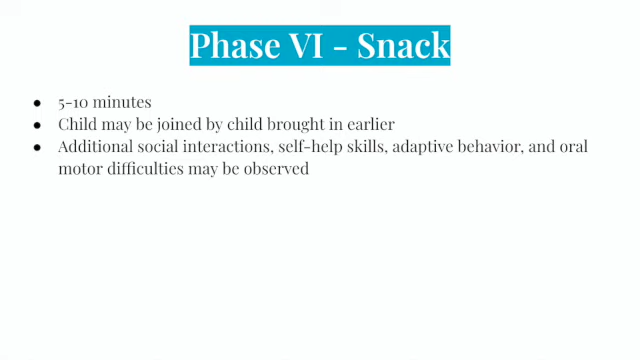 Phase VI - Snack
● 5-10 minutes
● Child may be joined by child brought in earlier
● Additional social interactions, self-help skills, adaptive behavior, and oral
motor difficulties may be observed